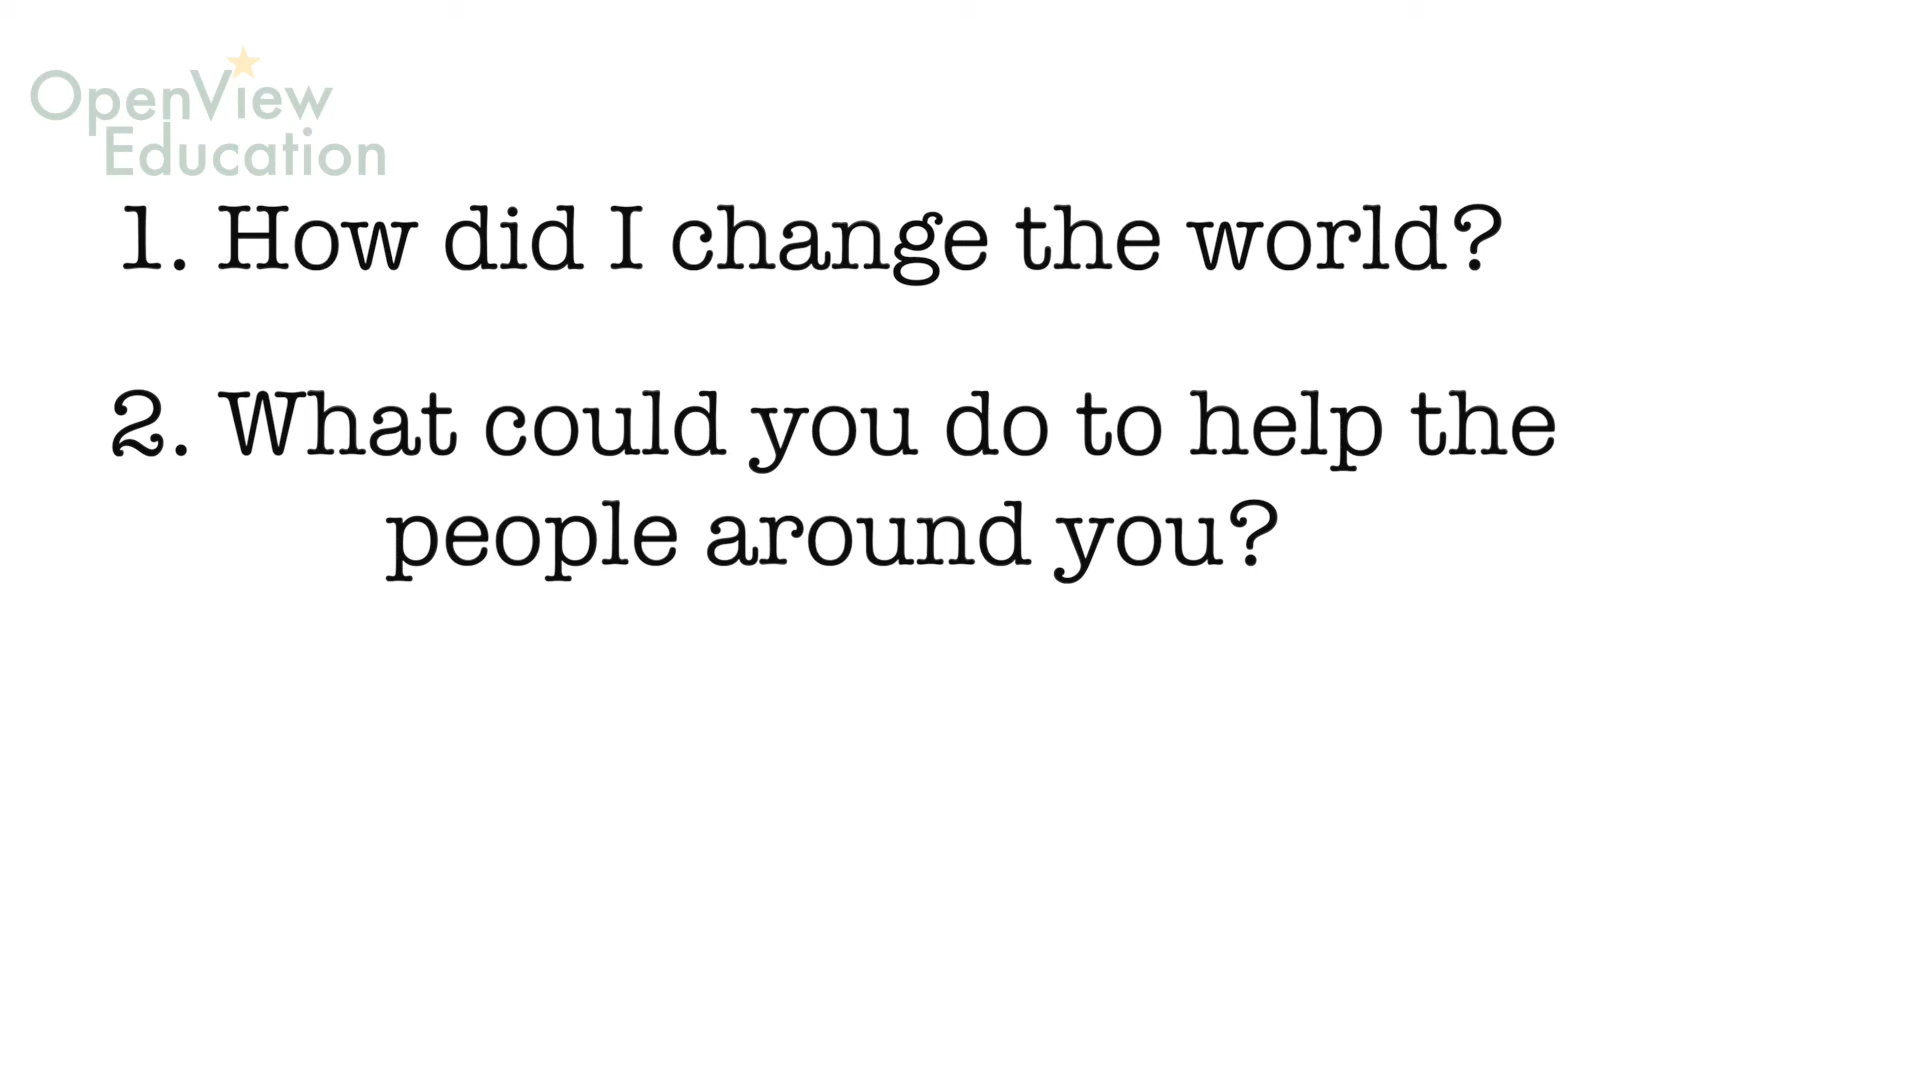 OpenView
Education
1. How did I change the world?
2. What could you do to help the
people around you?